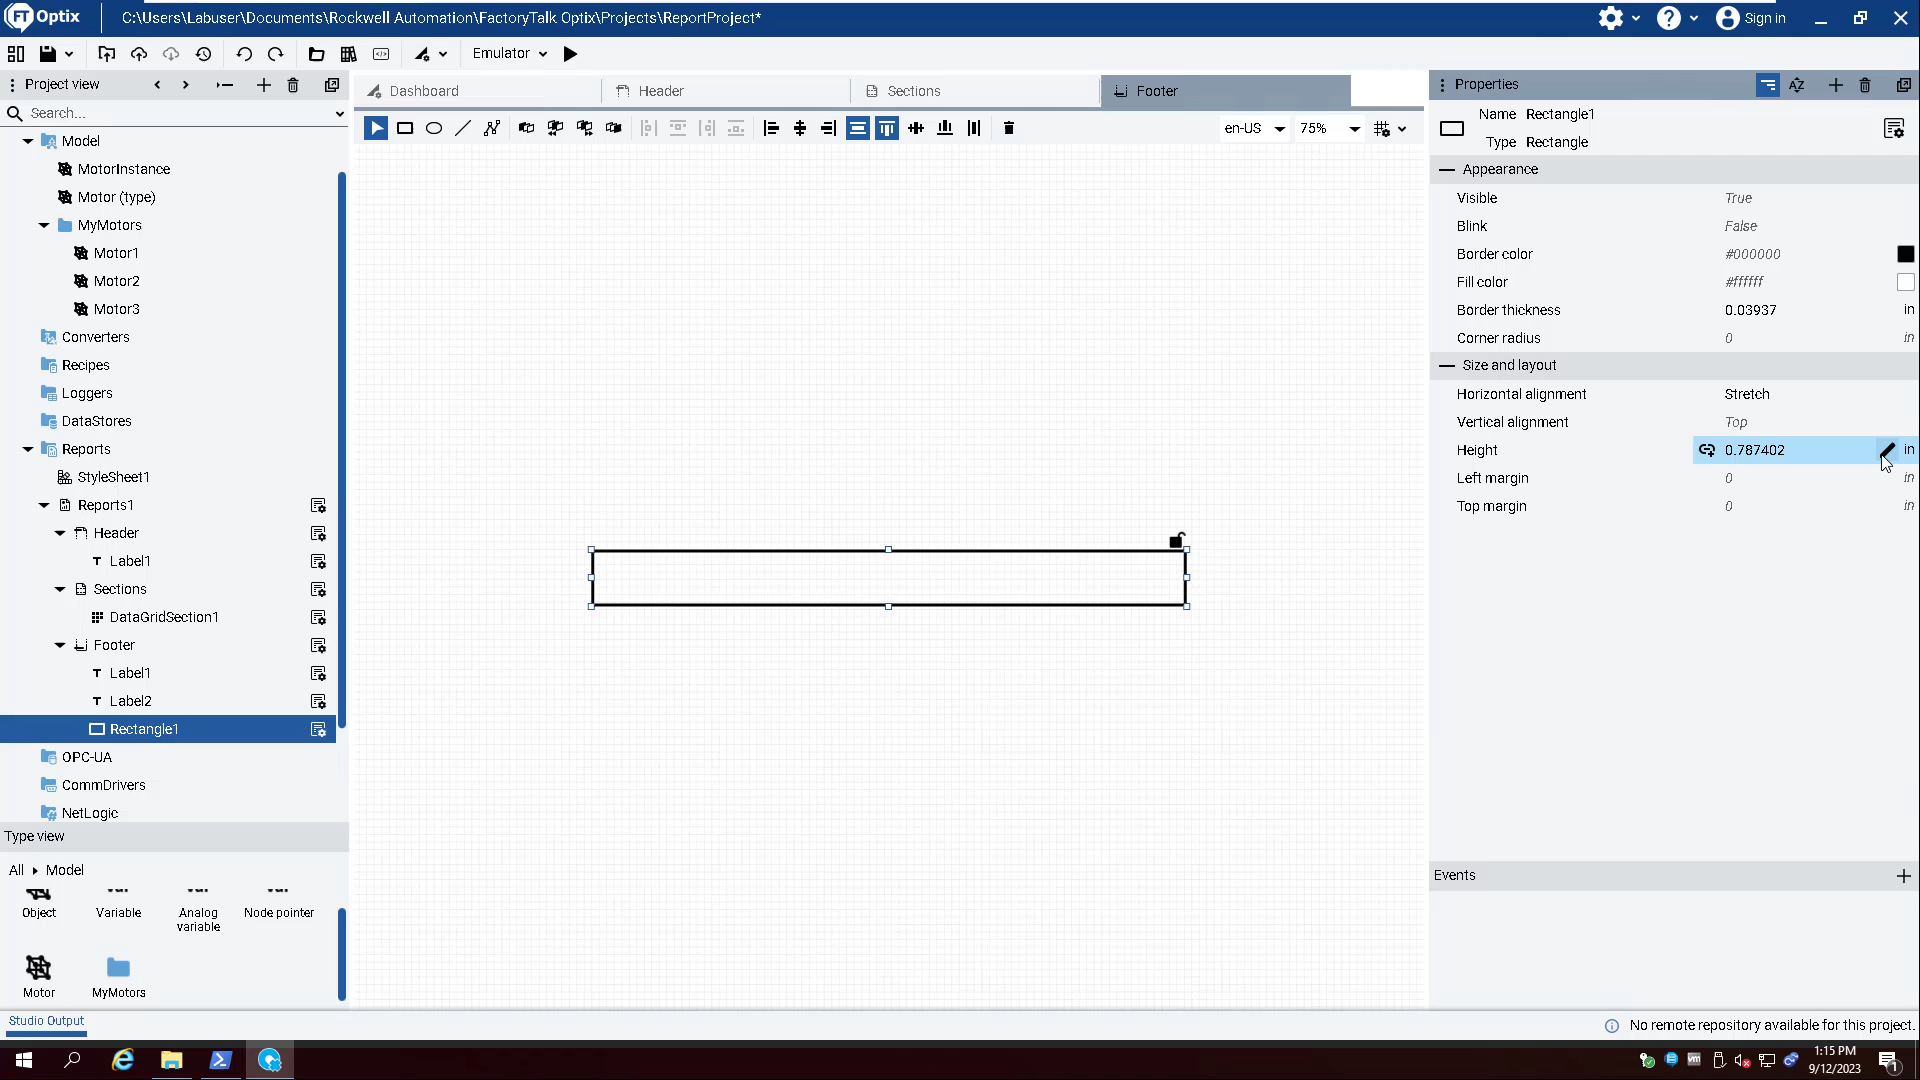 FT Optix
C:\Users\Labuser\Documents\Rockwell Automation\FactoryTalk Optix\Projects\ReportProject*
Sign in
Emulator
Project view
Search...
Model
MotorInstance
Motor (type)
MyMotors
Motor1
Motor2
Motor3
Converters
Recipes
Loggers
DataStores
Reports
StyleSheet1
Reports1
Header
Label1
Sections
DataGridSection1
Footer
Label1
Label2
Rectangle1
OPC-UA
CommDrivers
NetLogic
Type view
All Model
Object
Variable
Analog
variable
Node pointer
Motor
MyMotors
Dashboard
Header
Sections
Footer
en-US
75%
Properties
Name Rectangle1
Type Rectangle
Appearance
Visible True
Blink False
Border color #000000
Fill color #ffffff
Border thickness 0.03937 in
Corner radius 0 in
Size and layout
Horizontal alignment Stretch
Vertical alignment Top
Height 0.787402 in
Left margin 0 in
Top margin 0 in
Events
Studio Output
No remote repository available for this project.
1:15 PM
9/12/2023
1